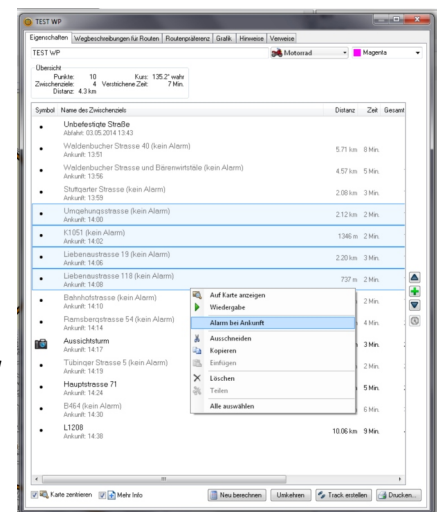 TEST WP
Eigenschaften Wegbeschreibungen für Routen Routenpräferenz Grafik Hinweise Verweise
TEST WP Motorrad Magenta
Übersicht
Punkte: 10 Kurs: 135.2° wahr
Zwischenziele: 4 Verstrichene Zeit: 7 Min.
Distanz: 4.3 km
Symbol Name des Zwischenziels Distanz Zeit Gesamt
Unbefestigte Straße
Abfahrt: 03.05.2014 13:43
Waldenbucher Strasse 40 (kein Alarm) 5.71 km 8 Min.
Ankunft: 13:51
Waldenbucher Strasse und Bärenwirtstäle (kein Alarm) 4.57 km 5 Min.
Ankunft: 13:56
Stuttgarter Strasse (kein Alarm) 2.08 km 3 Min.
Ankunft: 13:59
Umgehungsstrasse (kein Alarm) 2.12 km 2 Min.
Ankunft: 14:00
K1051 (kein Alarm) 1346 m 2 Min.
Ankunft: 14:02
Liebenaustrasse 19 (kein Alarm) 2.20 km 3 Min.
Ankunft: 14:06
Liebenaustrasse 118 (kein Alarm) 737 m 2 Min.
Ankunft: 14:08
Bahnhofstrasse (kein Alarm) 2 Min.
Ankunft: 14:10
Ramsbergstrasse 54 (kein Alarm) 4 Min.
Ankunft: 14:14
Aussichtsturm 3 Min.
Ankunft: 14:17
Tübinger Strasse 5 (kein Alarm) 2 Min.
Ankunft: 14:19
Hauptstrasse 71 5 Min.
Ankunft: 14:24
B464 (kein Alarm) 6 Min.
Ankunft: 14:30
L1208 10.06 km 9 Min.
Ankunft: 14:38
Auf Karte anzeigen
Wiedergabe
Alarm bei Ankunft
Ausschneiden
Kopieren
Einfügen
Löschen
Teilen
Alle auswählen
Karte zentrieren Mehr Info Neu berechnen Umkehren Track erstellen Drucken...